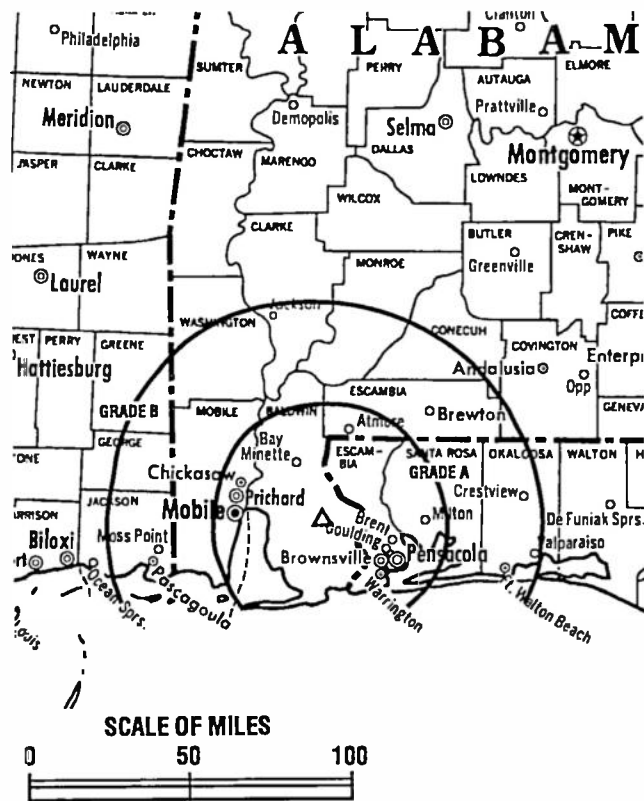 Clanton
Philadelphia
A L A B A M
SUMTER
PERRY
ELMORE
AUTAUGA
NEWTON
LAUDERDALE
Prattville
Demopolis
Meridion
Selma
CHOCTAW
DALLAS
Montgomery
JASPER
CLARKE
MARENGO
LOWNDES
MONT-
GOMERY
WILCOX
CLARKE
BUTLER
CREN-
SHAW
PIKE
WAYNE
JONES
MONROE
Greenville
Laurel
Jackson
WASHINGTON
COFFI
CONECUH
COVINGTON
PERRY
GREENE
Enterpi
Hattiesburg
Andalusia
Opp
ESCAMBIA
GRADE B
MOBILE
BALDWIN
Brewton
GENEVA
Atmore
GEORGE
Bay
Minette
ESCAM-
BIA
SANTA ROSA
OKALOOSA
WALTON
H
GRADE A
Chickasaw
Crestview
JACKSON
Prichard
Mobile
Milton
De Funiak Sprs.
Brent
Goulding
Moss Point
Biloxi
Valparaiso
Brownsville
Pensacola
Ocean Sprs.
Pascagoula
Warrington
Ft. Walton Beach
SCALE OF MILES
0 50 100